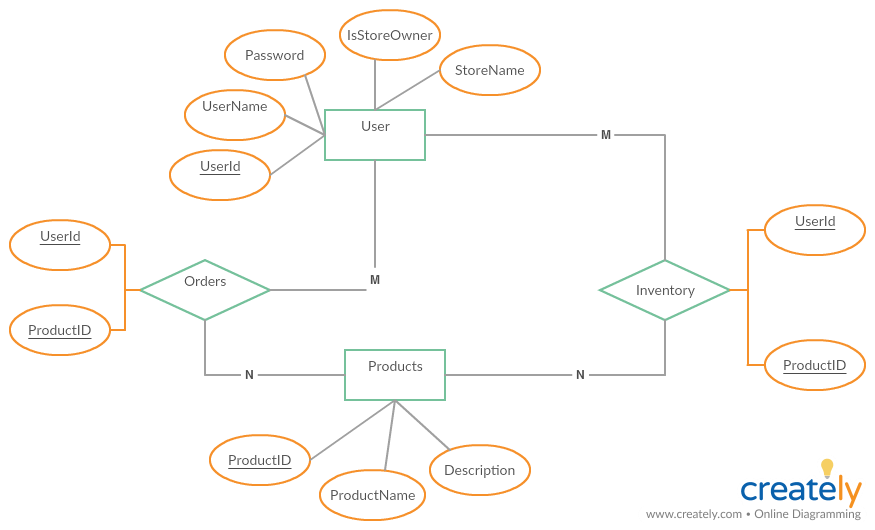 IsStoreOwner
Password
StoreName
UserName
User
M
UserId
UserId
UserId
Orders
M
Inventory
ProductID
Products
N
N
ProductID
ProductID
Description
ProductName
creately
www.creately.com • Online Diagramming